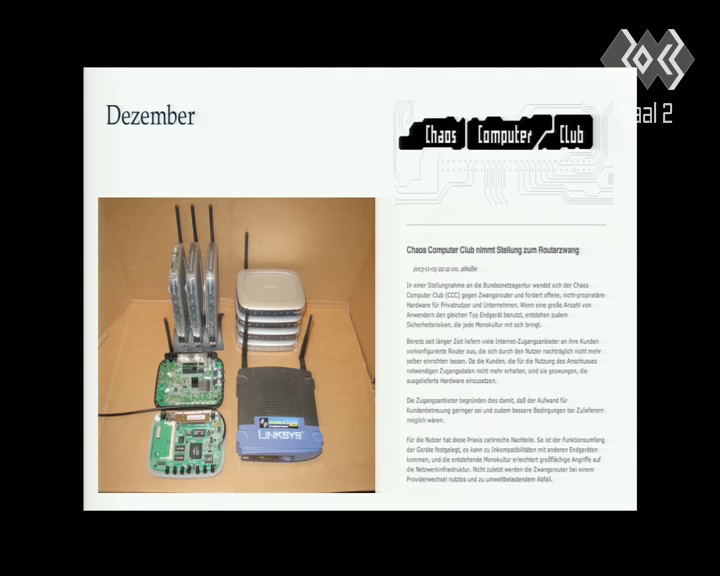 Dezember
Chaos Computer Club
Saal 2
Chaos Computer Club nimmt Stellung zum Routerzwang
In einer Stellungnahme an die Bundesnetzagentur wendet sich der Chaos
Computer Club (CCC) gegen Zwangsrouter und fordert offene, nicht-proprietäre
Hardware für Privatnutzer und Unternehmen. Wenn eine große Anzahl von
Anwendern den gleichen Typ Endgerät benutzt, entstehen zudem
Sicherheitsrisiken, die jede Monokultur mit sich bringt.
Bereits seit länger Zeit liefern viele Internet-Zugangsanbieter an ihre Kunden
vorkonfigurierte Router aus, die sich durch den Nutzer nachträglich nicht mehr
selber einrichten lassen. Da die Kunden, die für die Nutzung des Anschlusses
notwendigen Zugangsdaten nicht mehr erhalten, sind sie gezwungen, die
ausgelieferte Hardware einzusetzen.
Die Zugangsanbieter begründen dies damit, daß der Aufwand für
Kundenbetreuung geringer sei und zudem bessere Bedingungen bei Zulieferern
möglich wären.
Für die Nutzer hat diese Praxis zahlreiche Nachteile. So ist der Funktionsumfang
der Geräte festgelegt, es kann zu Inkompatibilitäten mit anderen Endgeräten
kommen, und die entstehende Monokultur erleichtert großflächige Angriffe auf
die Netzwerkinfrastruktur. Nicht zuletzt werden die Zwangsrouter bei einem
Providerwechsel nutzlos und zu umweltbelastendem Abfall.
LINKSYS